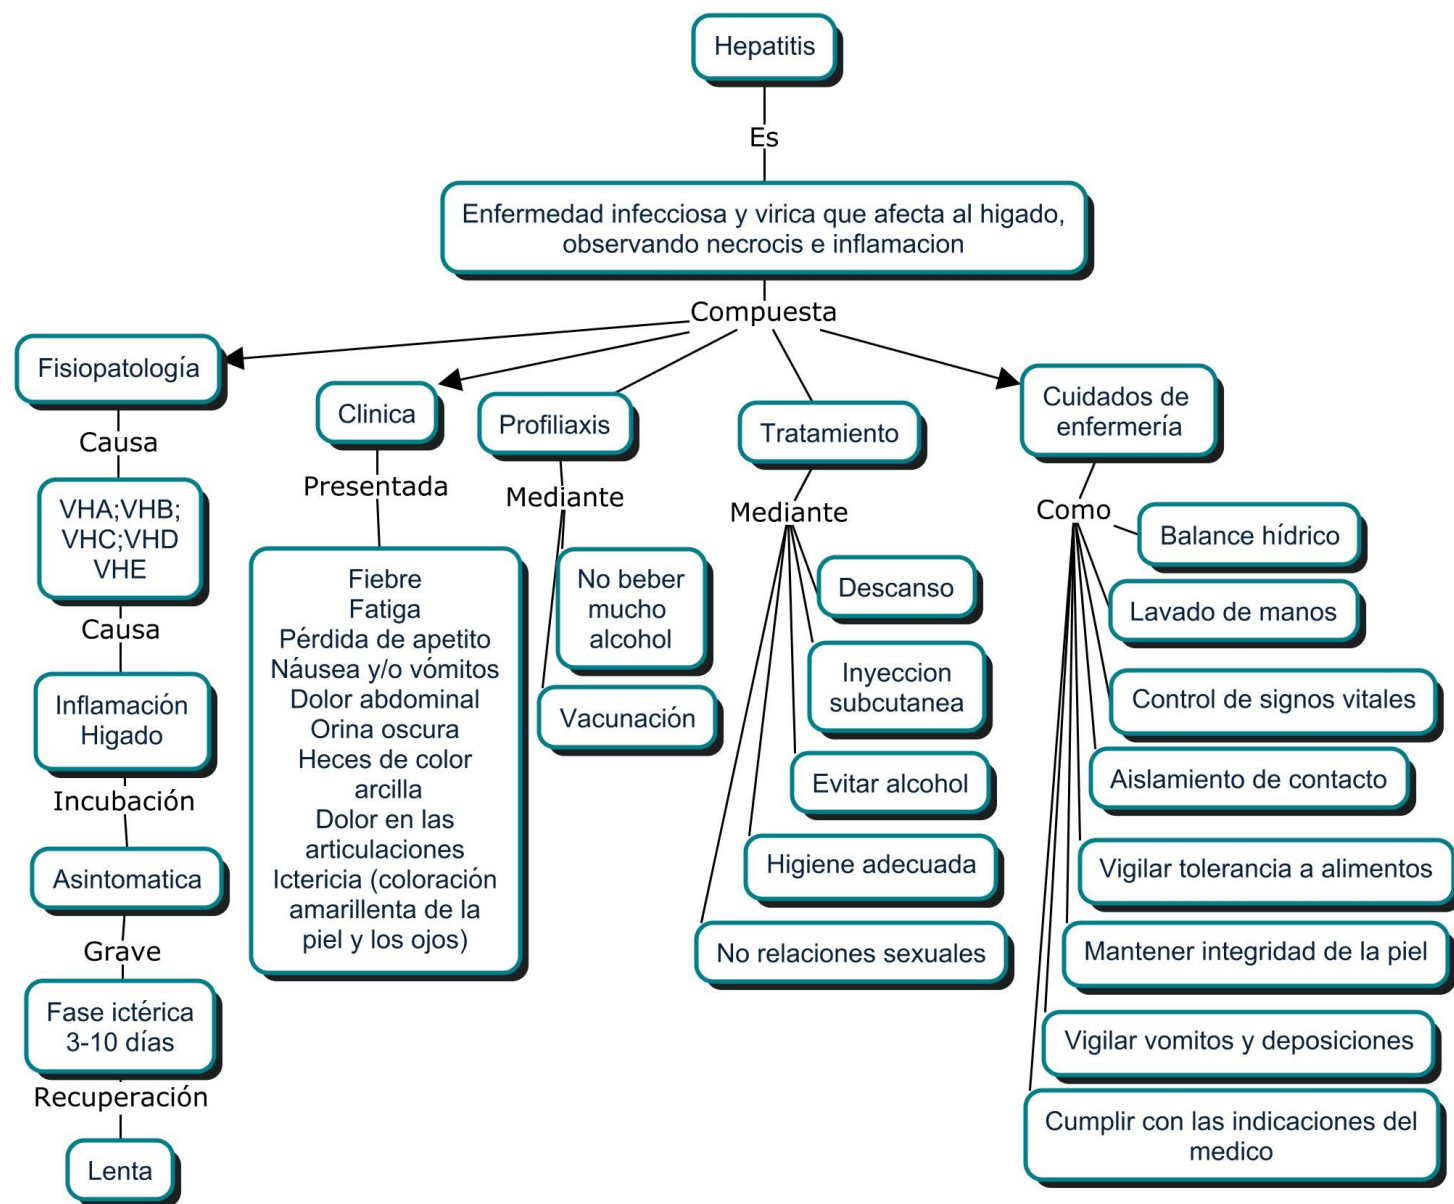 Hepatitis
Es
Enfermedad infecciosa y virica que afecta al higado,
observando necrocis e inflamacion
Compuesta
Fisiopatología
Causa
VHA;VHB;
VHC;VHD
VHE
Causa
Inflamación
Higado
Incubación
Asintomatica
Grave
Fase ictérica
3-10 días
Recuperación
Lenta
Clinica
Presentada
Fiebre
Fatiga
Pérdida de apetito
Náusea y/o vómitos
Dolor abdominal
Orina oscura
Heces de color
arcilla
Dolor en las
articulaciones
Ictericia (coloración
amarillenta de la
piel y los ojos)
Profiliaxis
Mediante
No beber
mucho
alcohol
Vacunación
Tratamiento
Mediante
Descanso
Inyeccion
subcutanea
Evitar alcohol
Higiene adecuada
No relaciones sexuales
Cuidados de
enfermería
Como
Balance hídrico
Lavado de manos
Control de signos vitales
Aislamiento de contacto
Vigilar tolerancia a alimentos
Mantener integridad de la piel
Vigilar vomitos y deposiciones
Cumplir con las indicaciones del
medico